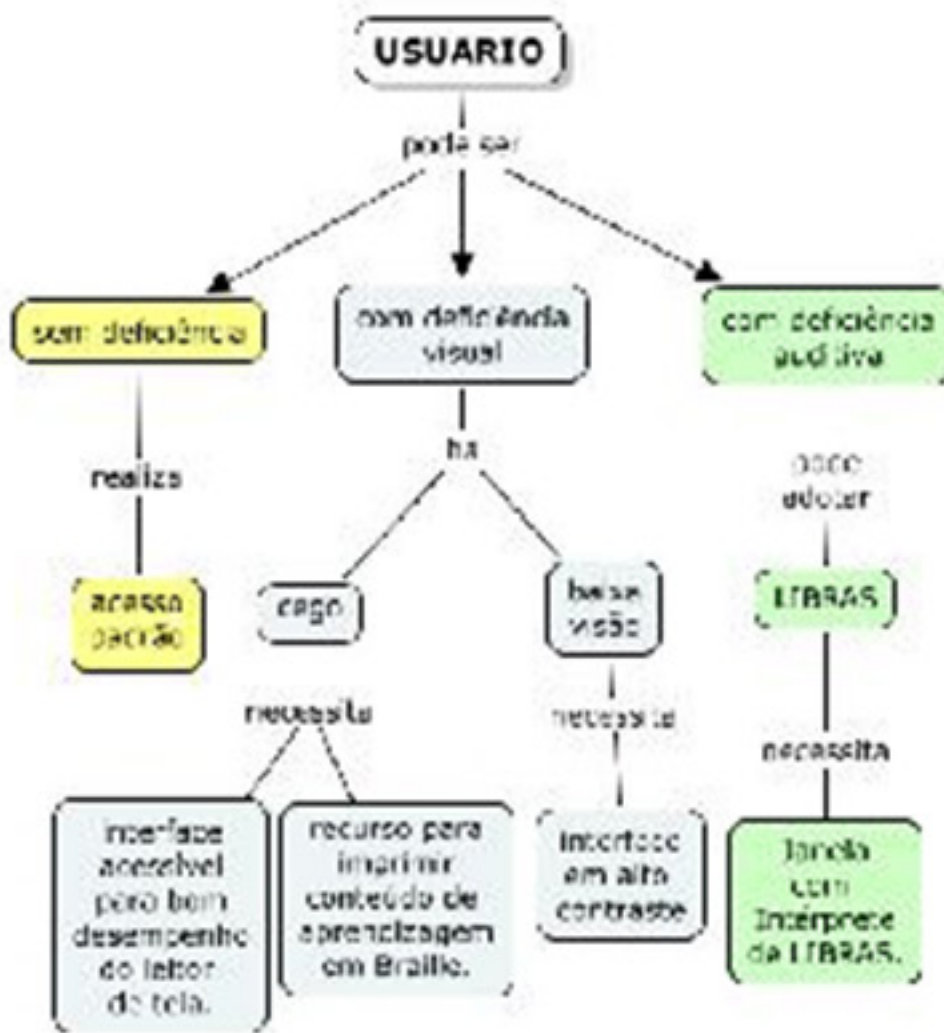 USUARIO
pode ser
sem deficiência
com deficiência
visual
com deficiência
auditiva
realiza
há
pode
adotar
acesso
padrão
cego
baixa
visão
LIBRAS
necessita
necessita
necessita
interface
acessível
para bom
desempenho
do leitor
de tela.
recurso para
imprimir
conteúdo de
aprendizagem
em Braille.
Interface
em alto
contraste
Janela
com
Intérprete
de LIBRAS.